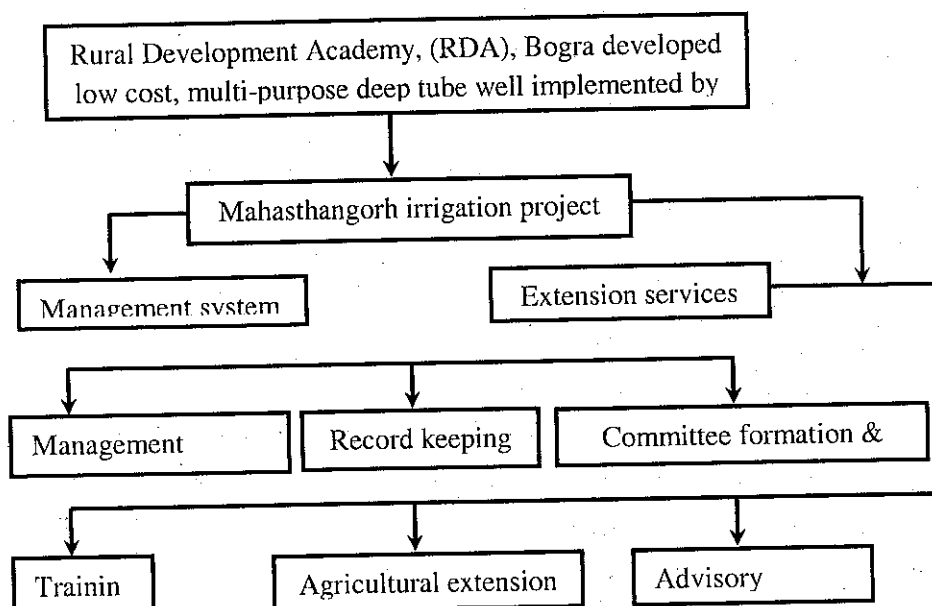 Rural Development Academy, (RDA), Bogra developed
low cost, multi-purpose deep tube well implemented by
Mahasthangorh irrigation project
Management system
Extension services
Management
Record keeping
Committee formation &
Trainin
Agricultural extension
Advisory